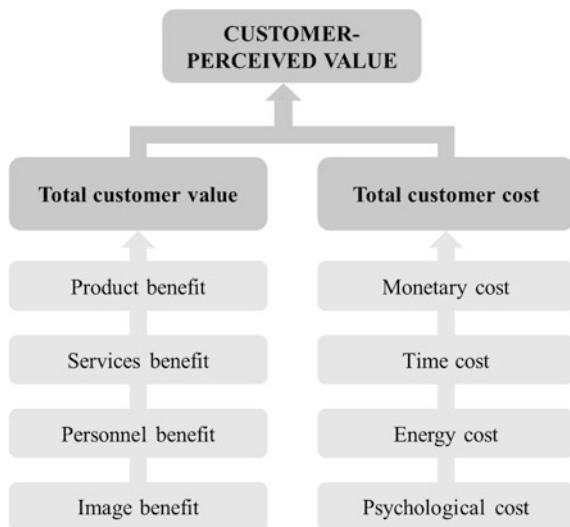 CUSTOMER-
PERCEIVED VALUE
Total customer value
Total customer cost
Product benefit
Monetary cost
Services benefit
Time cost
Personnel benefit
Energy cost
Image benefit
Psychological cost